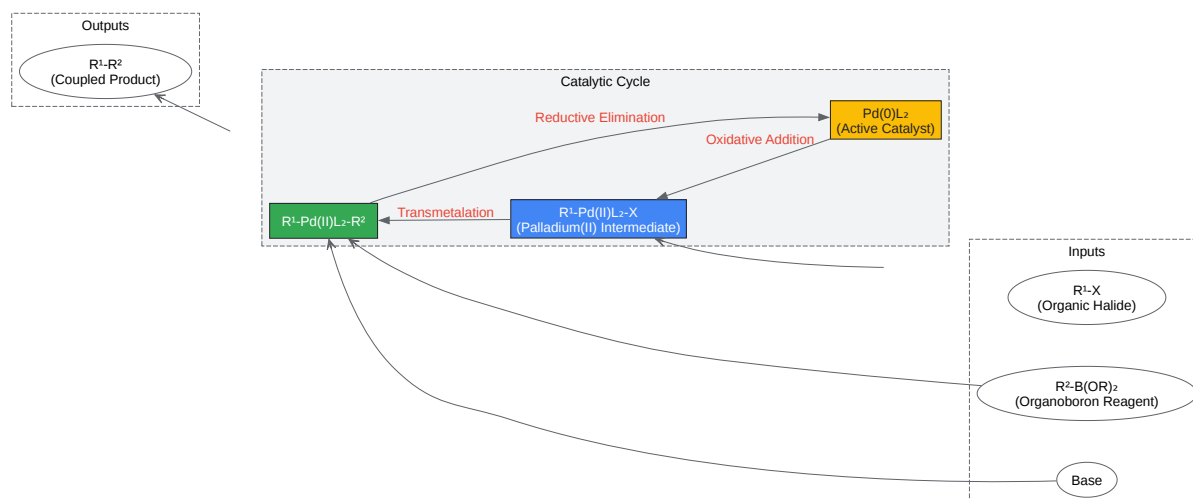 Outputs
R¹-R²
(Coupled Product)
Catalytic Cycle
Reductive Elimination
Pd(0)L₂
(Active Catalyst)
Oxidative Addition
R¹-Pd(II)L₂-R²
Transmetalation
R¹-Pd(II)L₂-X
(Palladium(II) Intermediate)
Inputs
R¹-X
(Organic Halide)
R²-B(OR)₂
(Organoboron Reagent)
Base